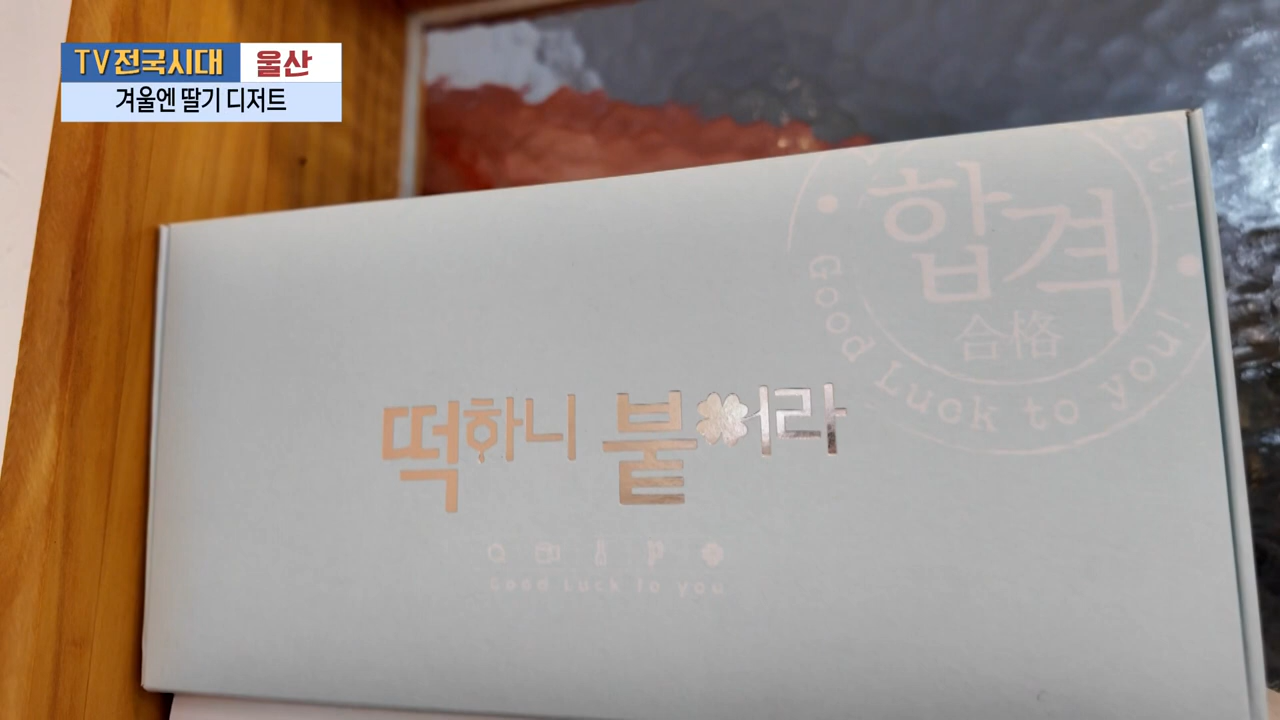 TV전국시대 울산
겨울엔 딸기 디저트
합격
合格
Good Luck to you!
떡하니 붙어라
Good Luck to you